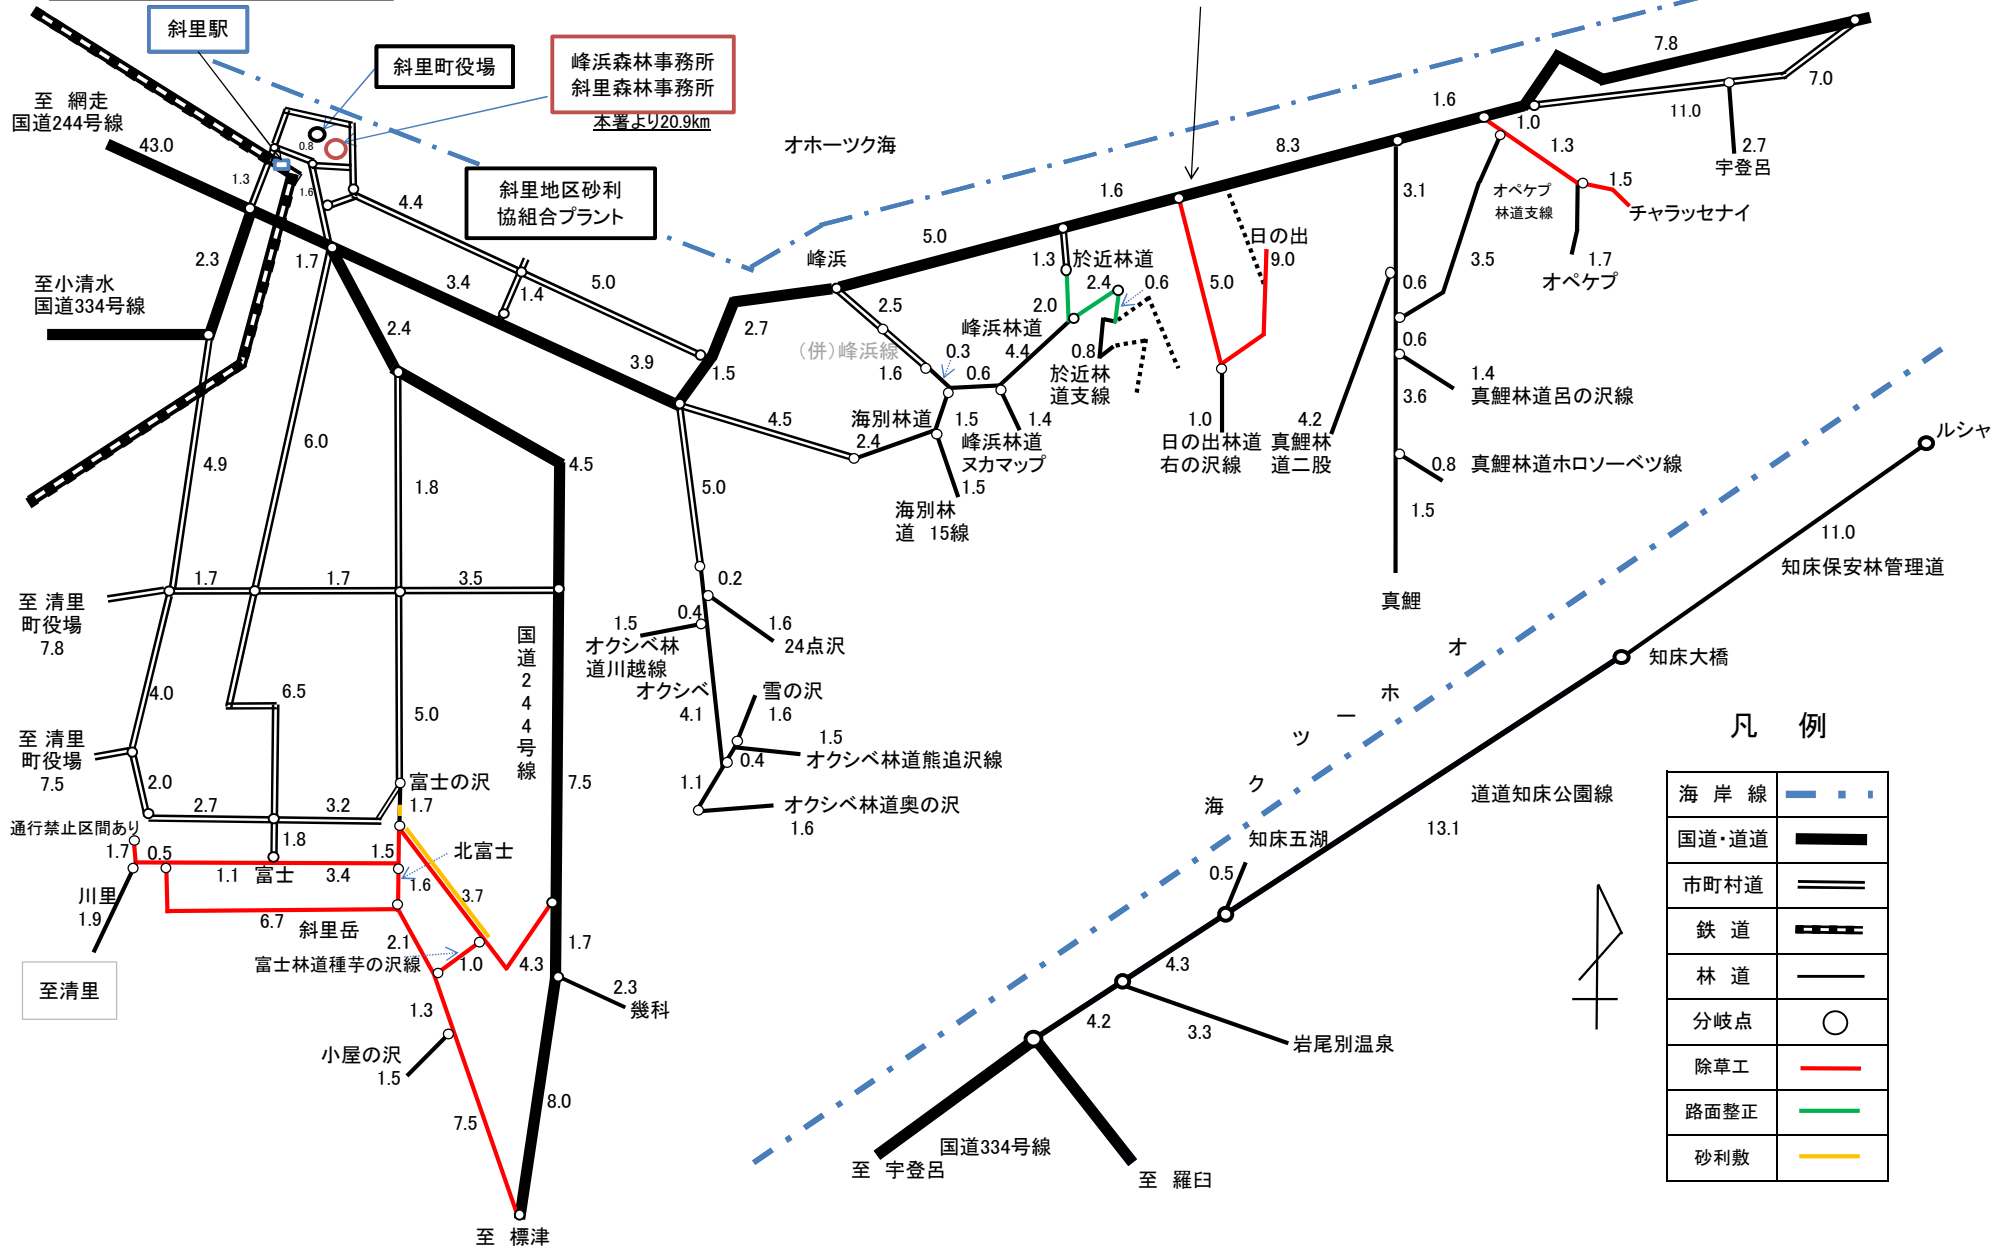 斜里駅
斜里町役場
峰浜森林事務所
斜里森林事務所
本署より20.9km
至 網走
国道244号線
43.0
0.8
1.3
1.6
4.4
斜里地区砂利
協組合プラント
オホーツク海
7.8
7.0
11.0
1.6
1.0
2.7
宇登呂
8.3
1.3
1.5
チャラッセナイ
オペケプ
林道支線
1.7
オペケプ
3.1
3.5
1.6
5.0
峰浜
1.3
於近林道
2.4
0.6
日の出
9.0
5.0
2.3
1.7
3.4
1.4
5.0
至小清水
国道334号線
2.4
3.9
2.7
1.5
2.5
(併)峰浜線
1.6
0.3
0.6
峰浜林道
2.0
4.4
0.8
於近林
道支線
0.6
0.6
1.4
真鯉林道呂の沢線
3.6
4.5
海別林道
2.4
1.5
1.4
峰浜林道
ヌカマップ
1.0
日の出林道
右の沢線
4.2
真鯉林
道二股
0.8
真鯉林道ホロソーベツ線
1.5
真鯉
1.5
海別林
道 15線
4.9
6.0
1.8
4.5
5.0
1.7
1.7
3.5
至 清里
町役場
7.8
0.2
0.4
1.5
オクシベ林
道川越線
1.6
24点沢
国道244号線
オクシベ
4.1
雪の沢
1.6
1.5
オクシベ林道熊追沢線
0.4
1.1
オクシベ林道奥の沢
1.6
4.0
6.5
5.0
至 清里
町役場
7.5
2.0
2.7
3.2
富士の沢
1.7
7.5
通行禁止区間あり
1.7
0.5
1.1
1.8
富士
3.4
1.5
北富士
1.6
3.7
川里
1.9
6.7
斜里岳
2.1
富士林道種芋の沢線
1.0
4.3
1.7
至清里
1.3
2.3
幾科
小屋の沢
1.5
7.5
8.0
至 標津
ルシャ
11.0
知床保安林管理道
知床大橋
道道知床公園線
13.1
オホーツク海
知床五湖
0.5
4.3
4.2
3.3
岩尾別温泉
国道334号線
至 宇登呂
至 羅臼
凡 例
海 岸 線
国道・道道
市町村道
鉄 道
林 道
分岐点
除草工
路面整正
砂利敷